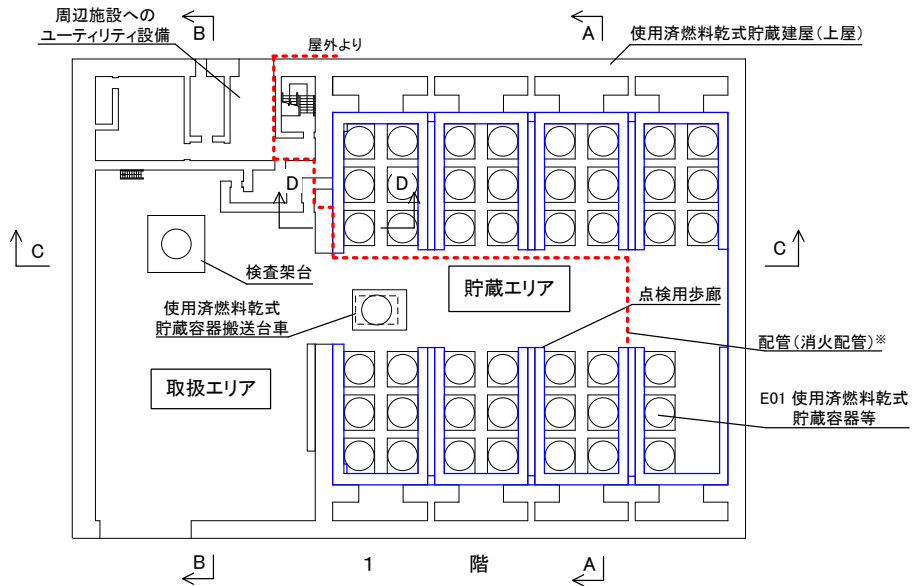 周辺施設への
ユーティリティ設備
B
屋外より
A
使用済燃料乾式貯蔵建屋(上屋)
D
D
C
C
検査架台
貯蔵エリア
点検用歩廊
使用済燃料乾式
貯蔵容器搬送台車
配管(消火配管)※
取扱エリア
E01 使用済燃料乾式
貯蔵容器等
B
1 階
A